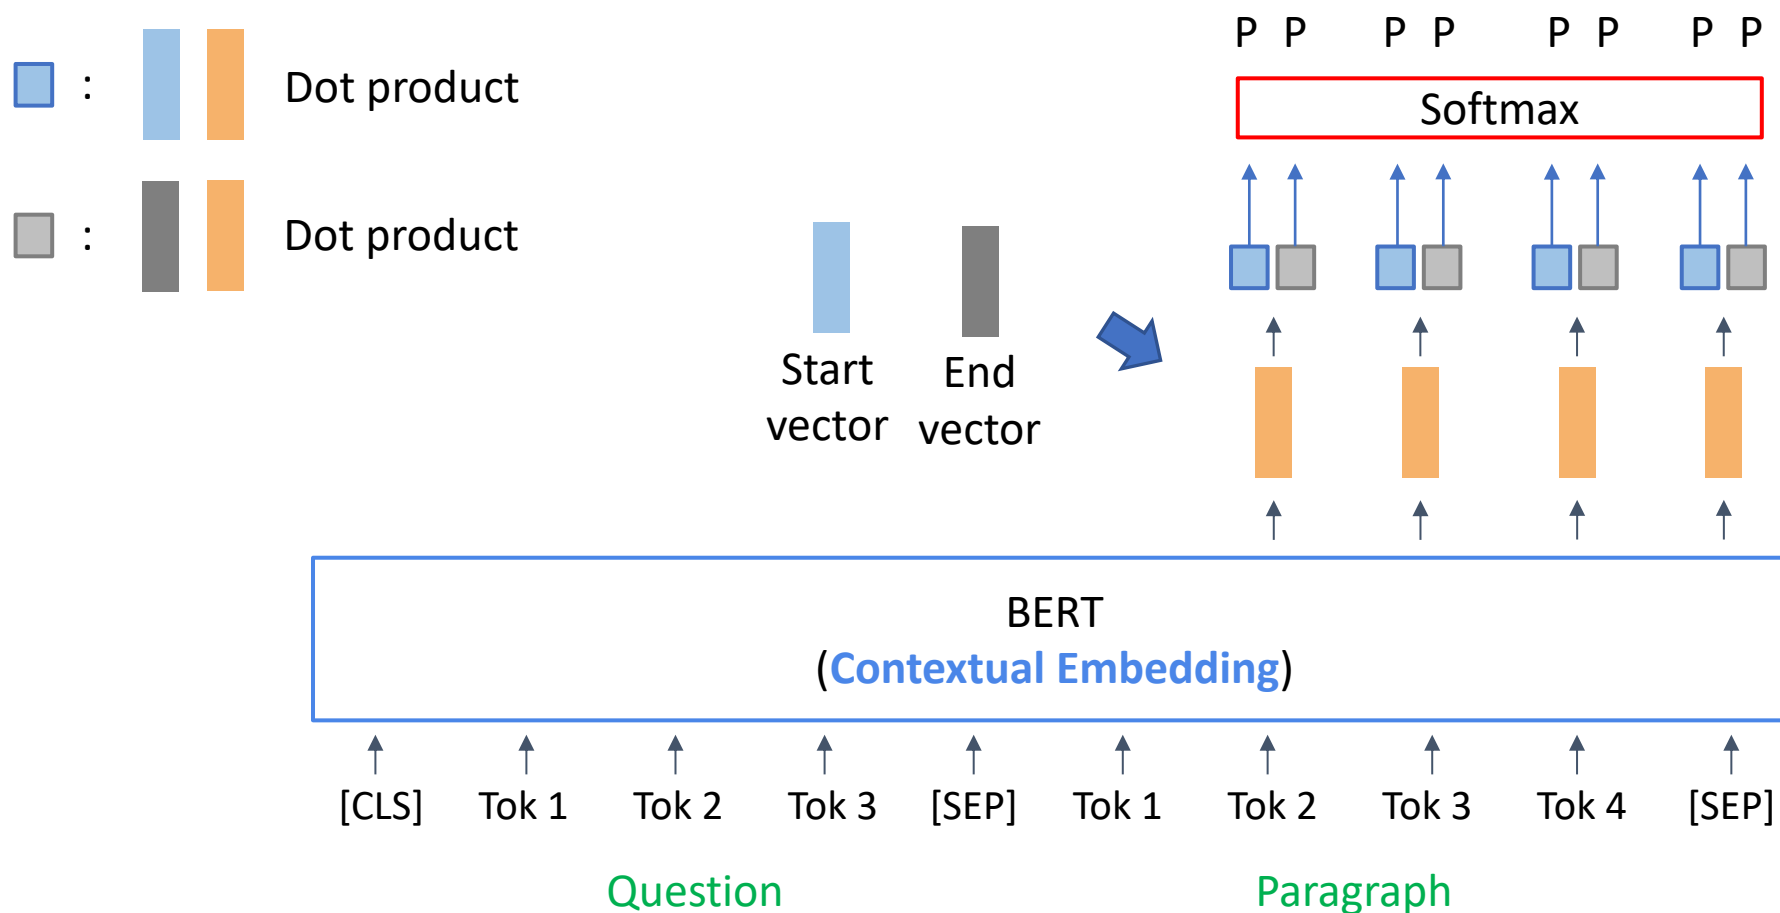 P P P P P P P P
Softmax
: Dot product
: Dot product
Start vector
End vector
BERT
(Contextual Embedding)
[CLS] Tok 1 Tok 2 Tok 3 [SEP] Tok 1 Tok 2 Tok 3 Tok 4 [SEP]
Question Paragraph